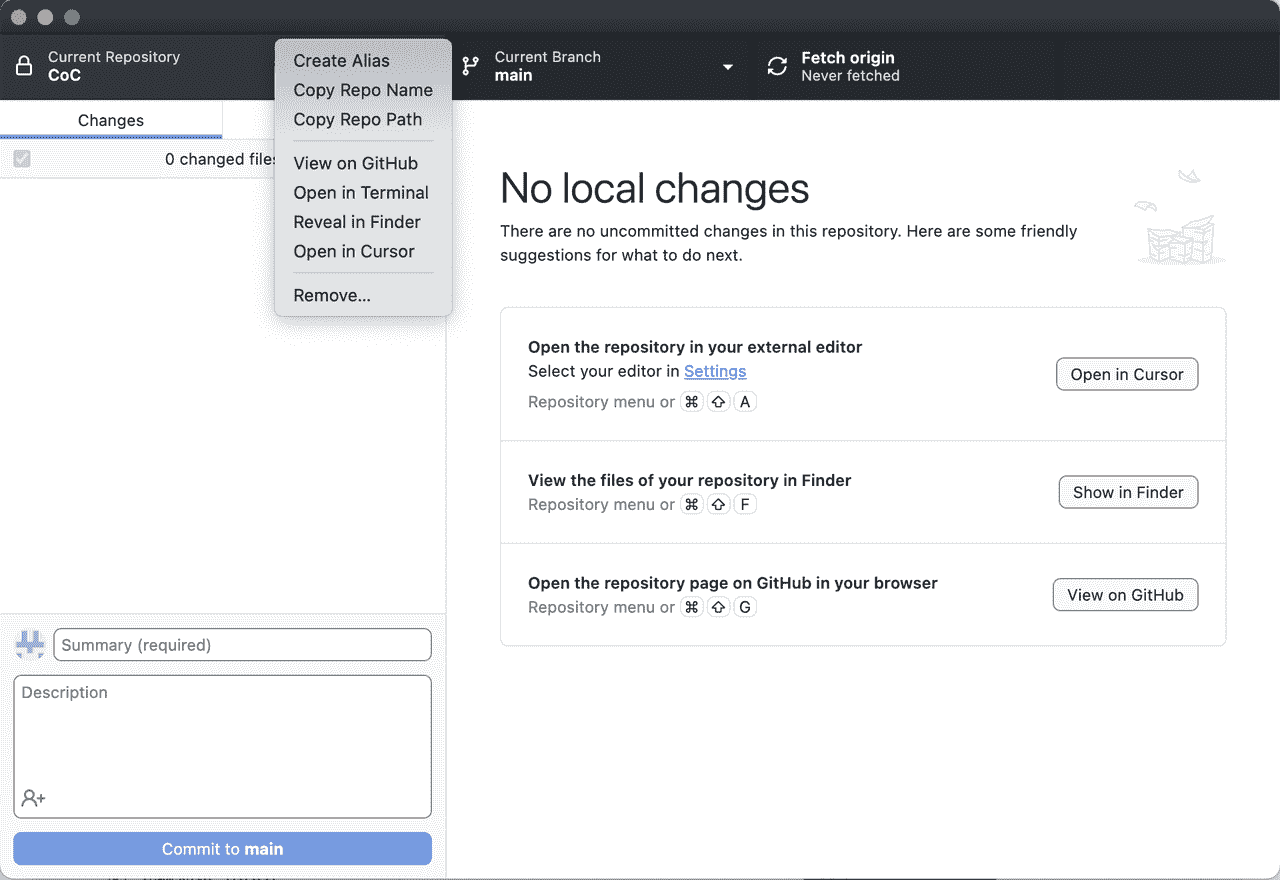 Current Repository
CoC
Create Alias
Copy Repo Name
Copy Repo Path
View on GitHub
Open in Terminal
Reveal in Finder
Open in Cursor
Remove...
Current Branch
main
Fetch origin
Never fetched
Changes
0 changed files
No local changes
There are no uncommitted changes in this repository. Here are some friendly
suggestions for what to do next.
Open the repository in your external editor
Select your editor in Settings
Repository menu or ⌘ ⇧ A
Open in Cursor
View the files of your repository in Finder
Repository menu or ⌘ ⇧ F
Show in Finder
Open the repository page on GitHub in your browser
Repository menu or ⌘ ⇧ G
View on GitHub
Summary (required)
Description
Commit to main